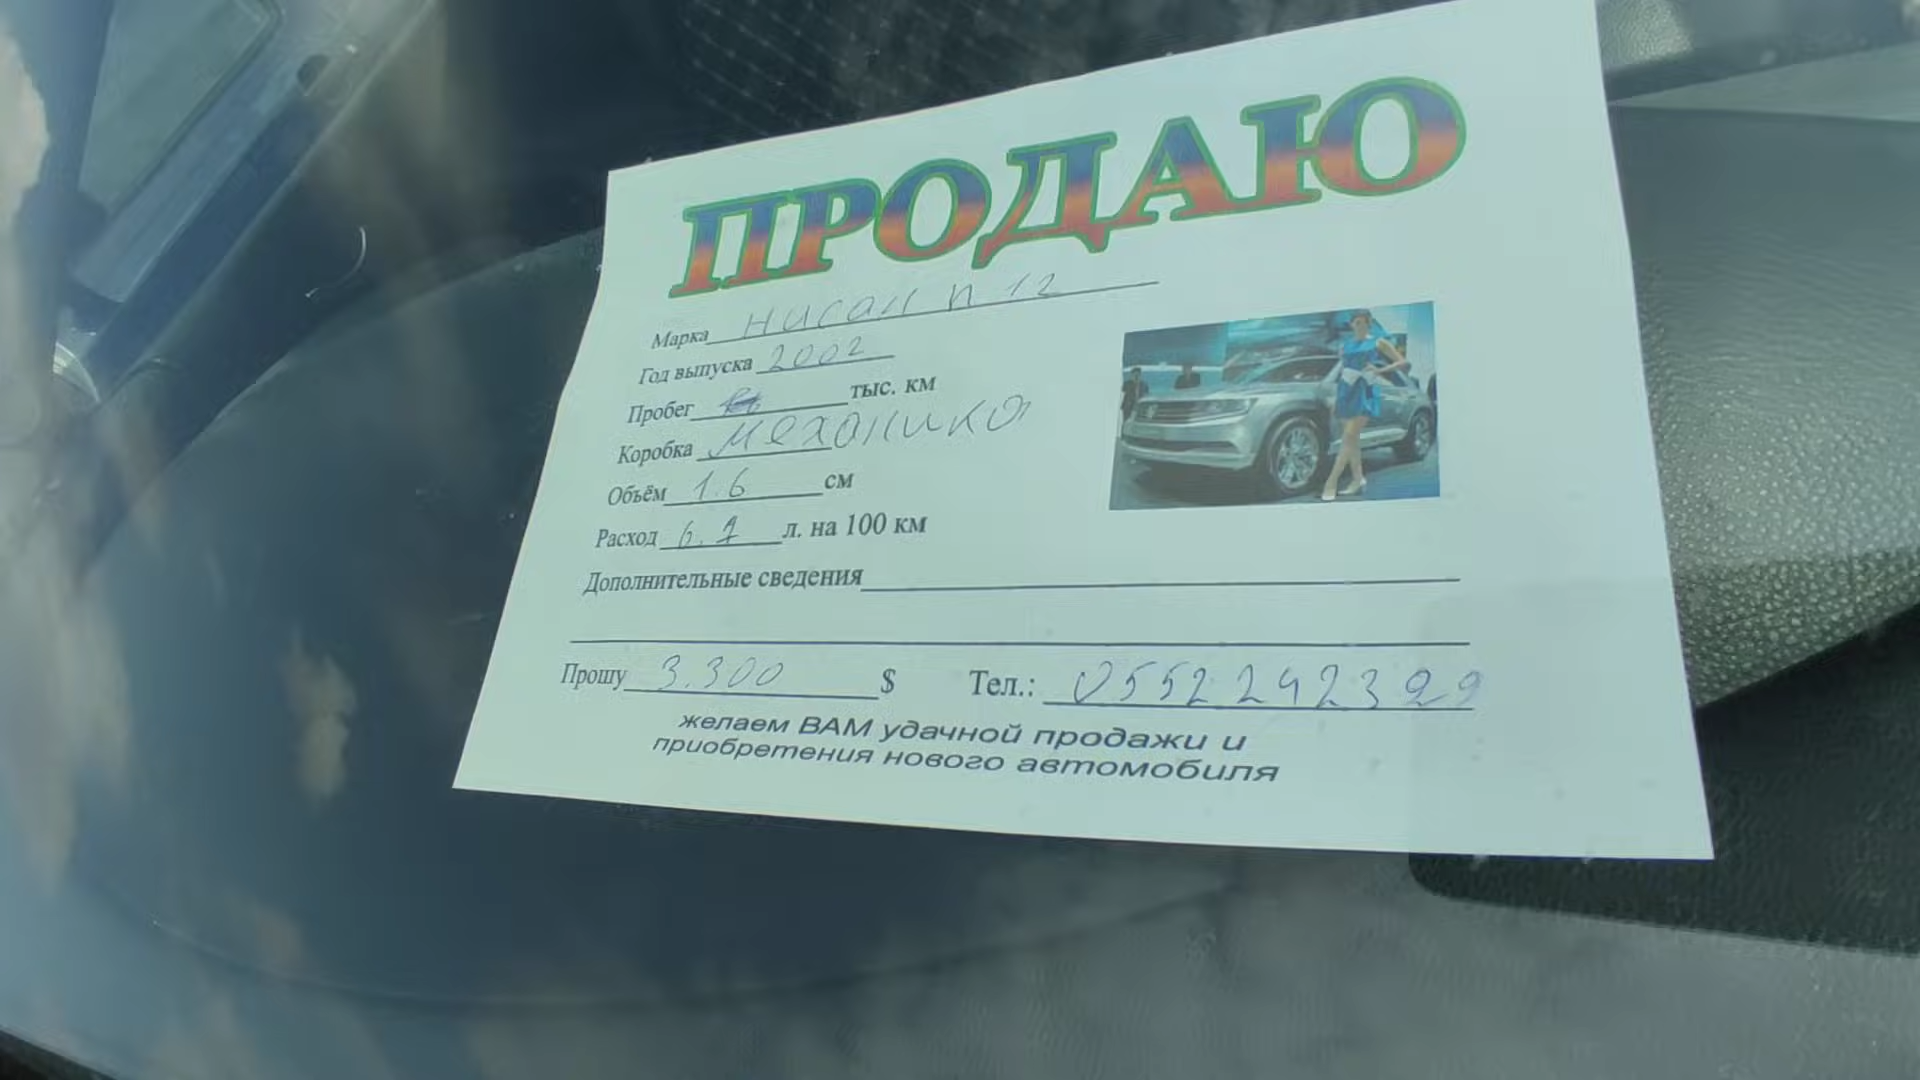 ПРОДАЮ
Марка нисан п 12
Год выпуска 2002
Пробег тыс. км
Коробка механика
Объём 1.6 см
Расход 6.1 л. на 100 км
Дополнительные сведения
Прошу 3.300 $ Тел.: 0552242329
желаем ВАМ удачной продажи и
приобретения нового автомобиля